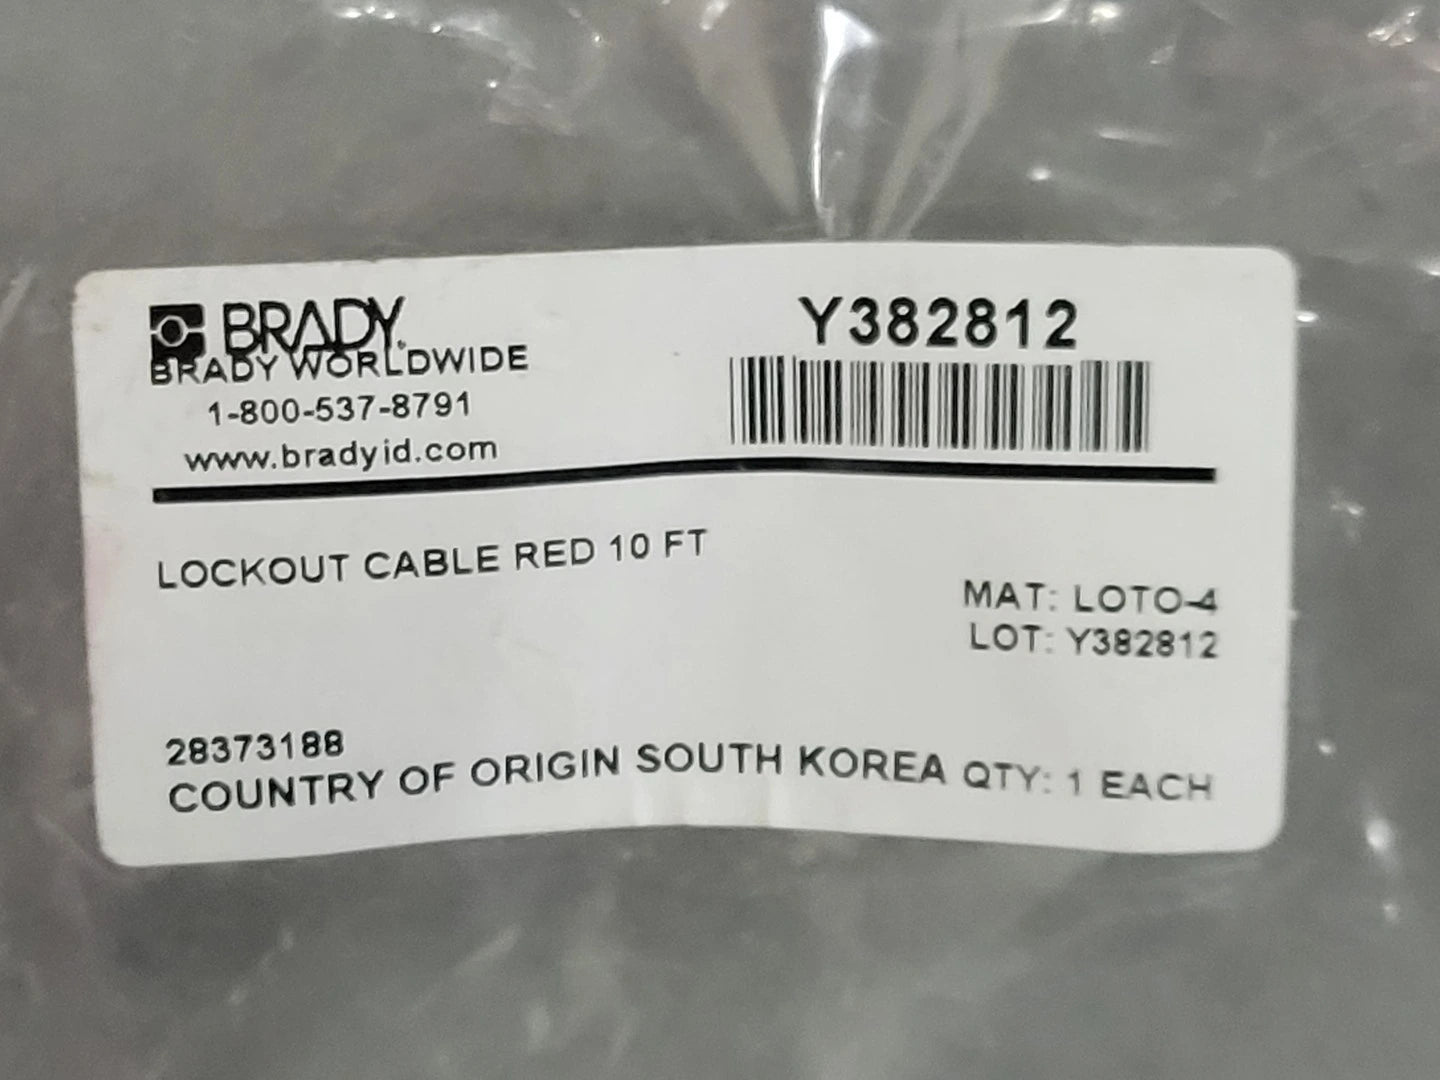 BRADY.
BRADY WORLDWIDE
1-800-537-8791
www.bradyid.com
Y382812
LOCKOUT CABLE RED 10 FT
MAT: LOTO-4
LOT: Y382812
28373188
COUNTRY OF ORIGIN SOUTH KOREA QTY: 1 EACH